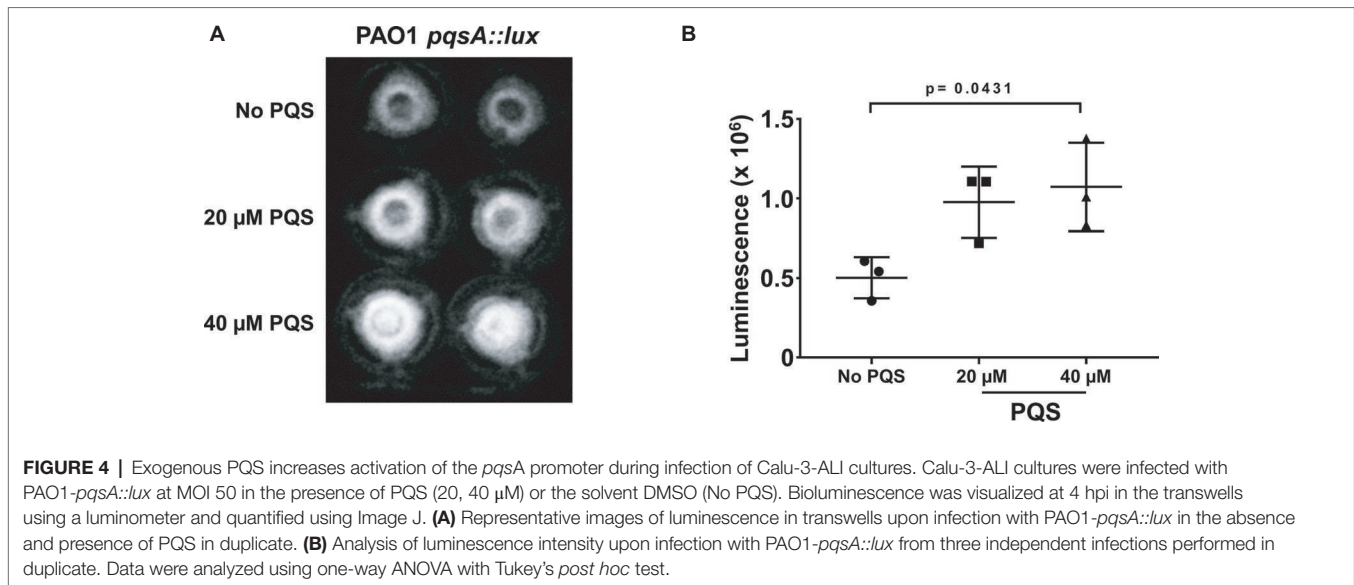 A
PAO1 pqsA::lux
No PQS
20 µM PQS
40 µM PQS
B
p= 0.0431
Luminescence (x 10⁶)
1.5
1.0
0.5
0
No PQS 20 µM 40 µM
PQS
FIGURE 4 | Exogenous PQS increases activation of the pqsA promoter during infection of Calu-3-ALI cultures. Calu-3-ALI cultures were infected with
PAO1-pqsA::lux at MOI 50 in the presence of PQS (20, 40 μM) or the solvent DMSO (No PQS). Bioluminescence was visualized at 4 hpi in the transwells
using a luminometer and quantified using Image J. (A) Representative images of luminescence in transwells upon infection with PAO1-pqsA::lux in the absence
and presence of PQS in duplicate. (B) Analysis of luminescence intensity upon infection with PAO1-pqsA::lux from three independent infections performed in
duplicate. Data were analyzed using one-way ANOVA with Tukey's post hoc test.